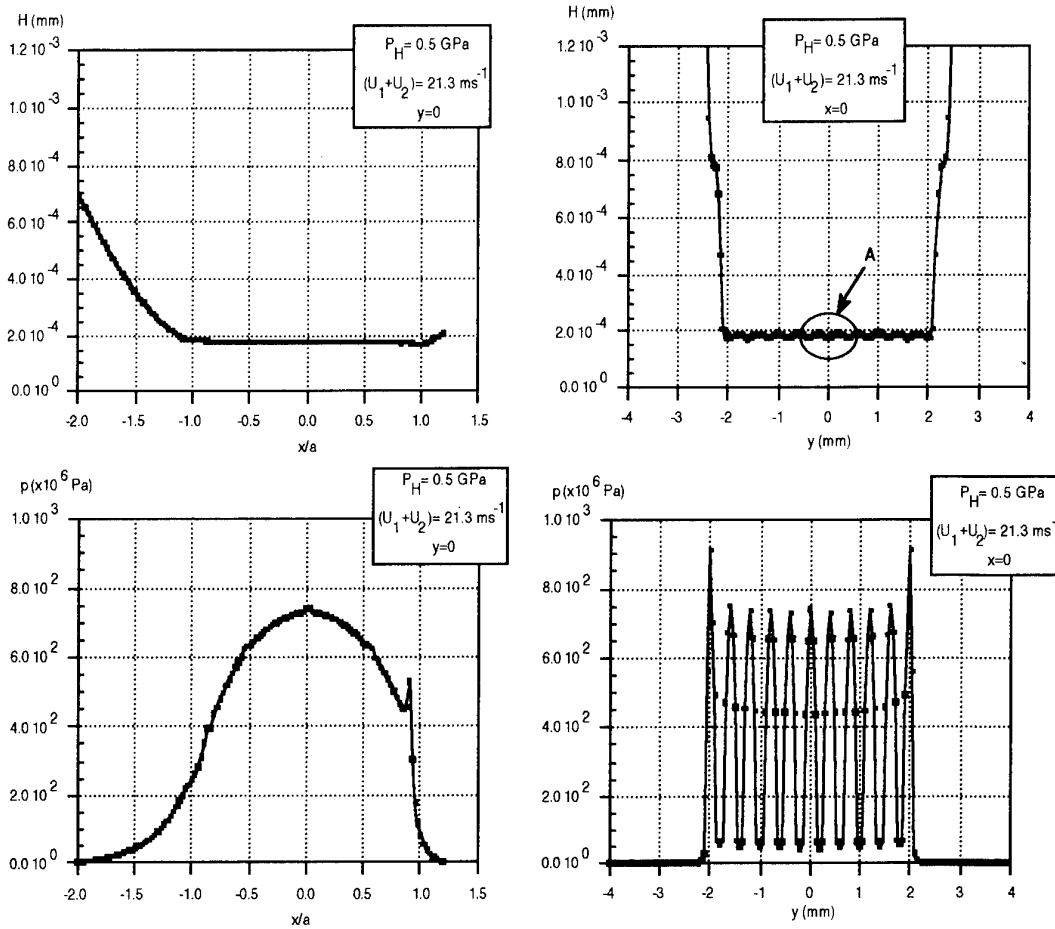 H (mm)
P_H= 0.5 GPa
(U_1+U_2)= 21.3 ms^-1
y=0
1.2 10^-3
1.0 10^-3
8.0 10^-4
6.0 10^-4
4.0 10^-4
2.0 10^-4
0.0 10^0
-2.0 -1.5 -1.0 -0.5 0.0 0.5 1.0 1.5
x/a
H (mm)
P_H= 0.5 GPa
(U_1+U_2)= 21.3 ms^-1
x=0
1.2 10^-3
1.0 10^-3
8.0 10^-4
6.0 10^-4
4.0 10^-4
2.0 10^-4
0.0 10^0
A
-4 -3 -2 -1 0 1 2 3 4
y (mm)
p(x10^6 Pa)
P_H= 0.5 GPa
(U_1+U_2)= 21.3 ms^-1
y=0
1.0 10^3
8.0 10^2
6.0 10^2
4.0 10^2
2.0 10^2
0.0 10^0
-2.0 -1.5 -1.0 -0.5 0.0 0.5 1.0 1.5
x/a
p(x10^6 Pa)
P_H= 0.5 GPa
(U_1+U_2)= 21.3 ms^-1
x=0
1.0 10^3
8.0 10^2
6.0 10^2
4.0 10^2
2.0 10^2
0.0 10^0
-4 -3 -2 -1 0 1 2 3 4
y (mm)